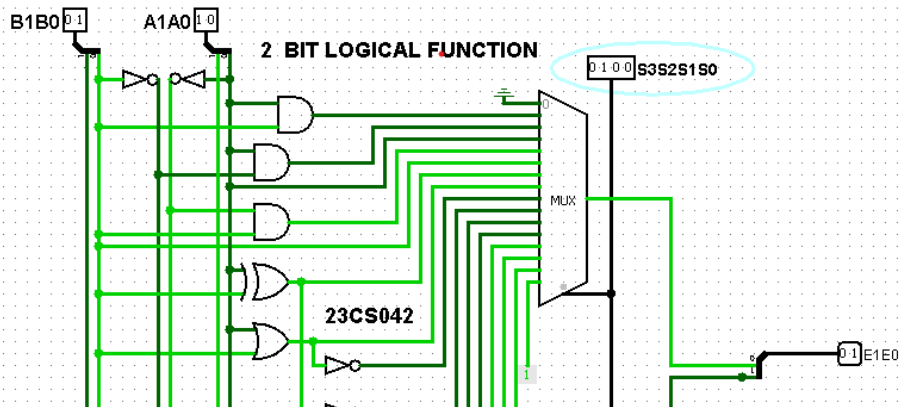 B1B0 0 1 A1A0 1 0
2 BIT LOGICAL FUNCTION
0 1 0 0 S3S2S1S0
0
MUX
23CS042
1
0 1 E1E0